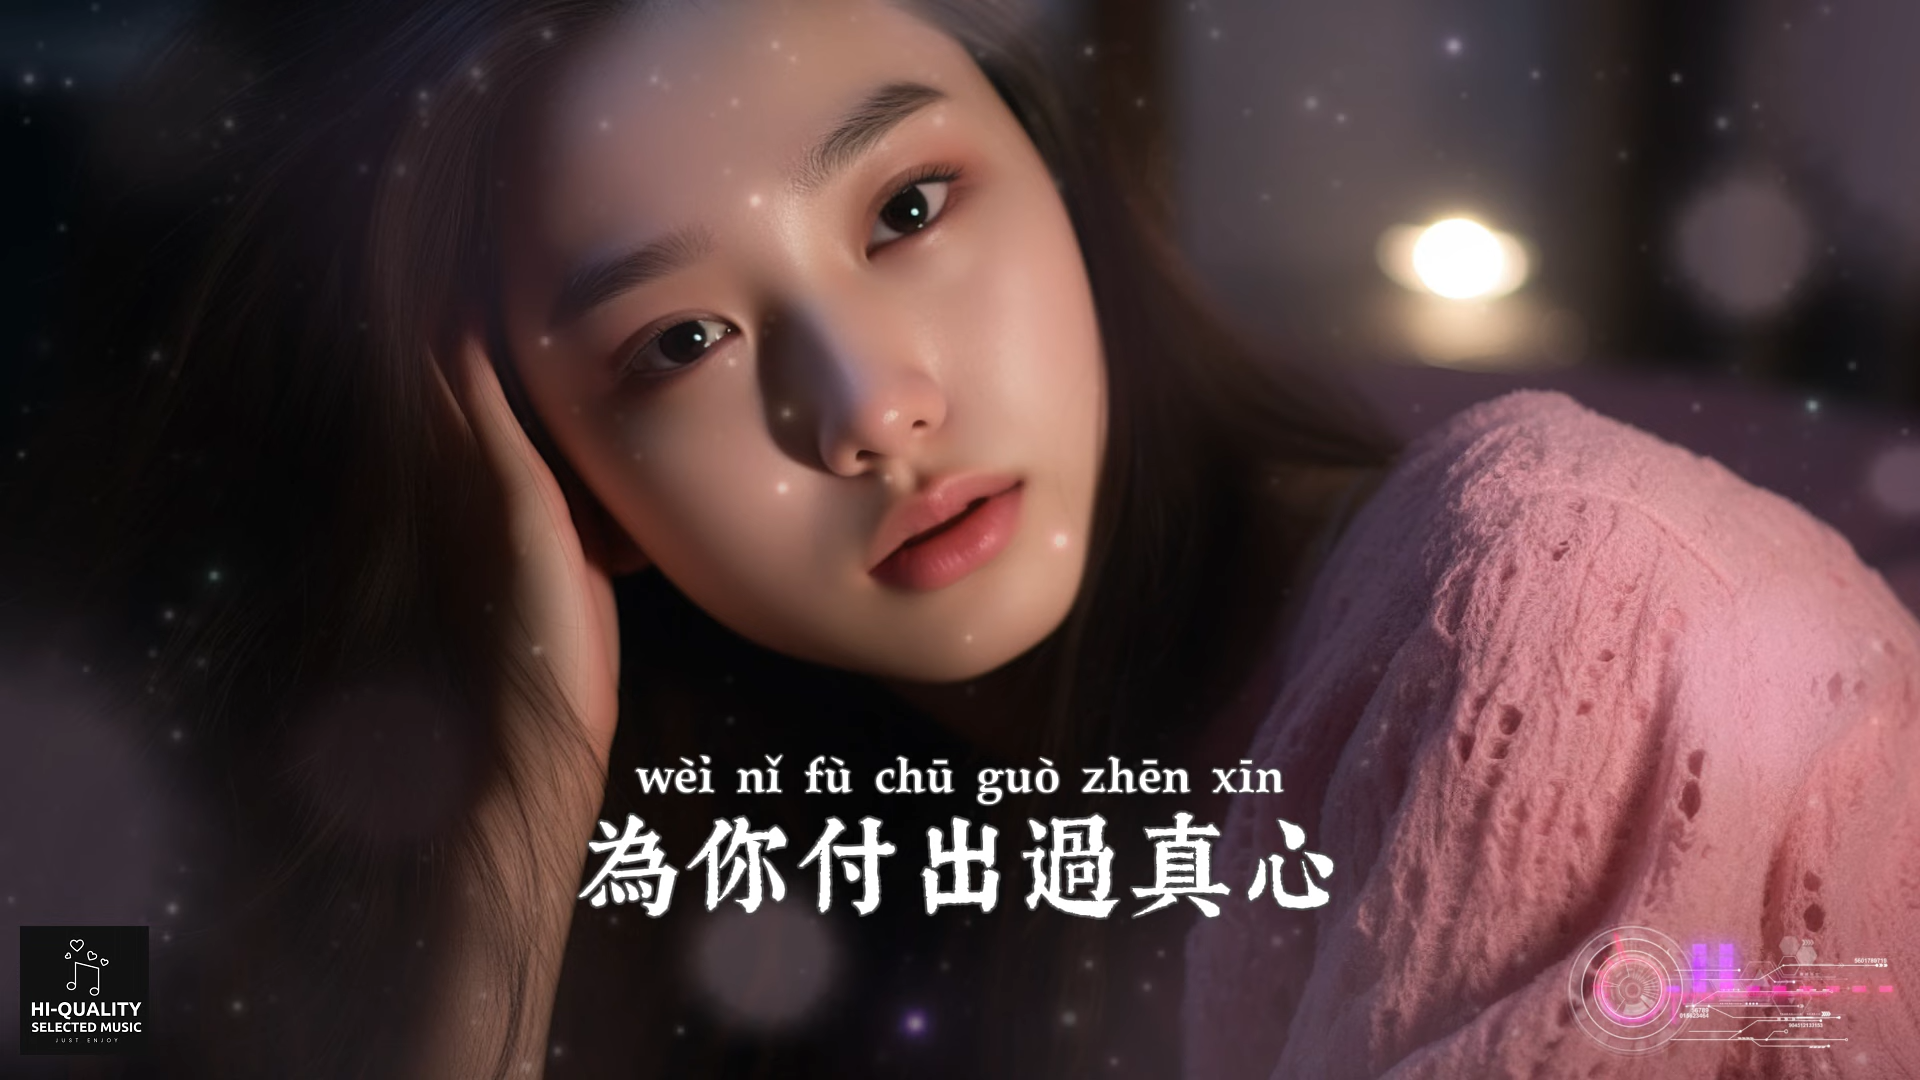 wèi nǐ fù chū guò zhēn xīn
為你付出過真心
HI-QUALITY
SELECTED MUSIC
JUST ENJOY